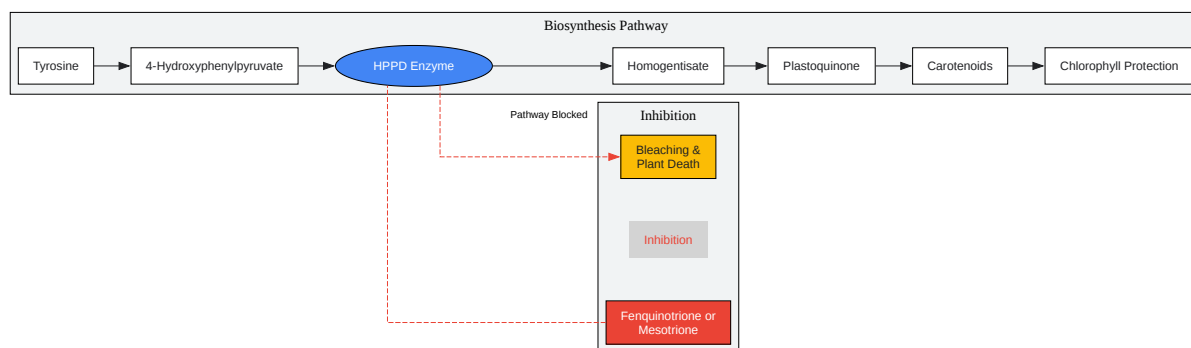 Biosynthesis Pathway
Tyrosine
4-Hydroxyphenylpyruvate
HPPD Enzyme
Homogentisate
Plastoquinone
Carotenoids
Chlorophyll Protection
Pathway Blocked
Inhibition
Bleaching &
Plant Death
Inhibition
Fenquinotrione or
Mesotrione